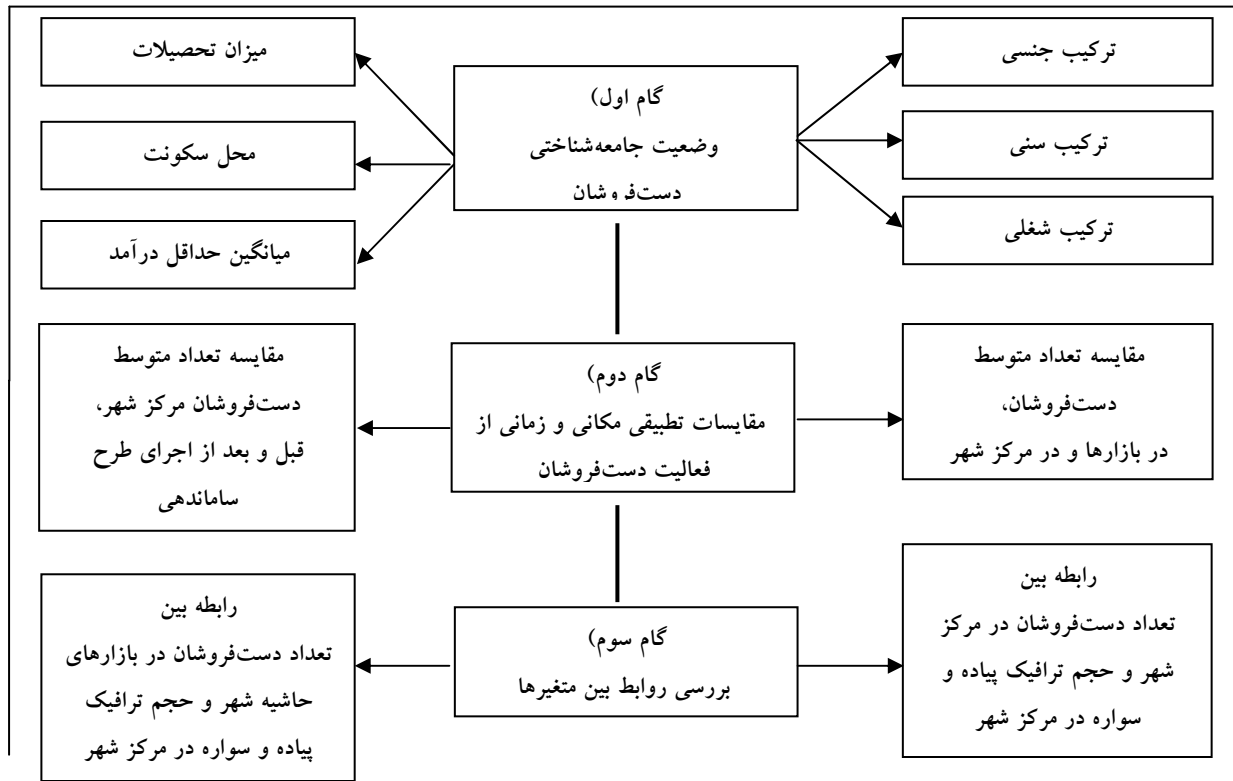 ترکیب جنسی
ترکیب سنی
ترکیب شغلی
گام اول)
وضعیت جامعه‌شناختی
دست‌فروشان
میزان تحصیلات
محل سکونت
میانگین حداقل درآمد
مقایسه تعداد متوسط
دست‌فروشان،
در بازارها و در مرکز شهر
گام دوم)
مقایسات تطبیقی مکانی و زمانی از
فعالیت دست‌فروشان
مقایسه تعداد متوسط
دست‌فروشان مرکز شهر،
قبل و بعد از اجرای طرح
ساماندهی
رابطه بین
تعداد دست‌فروشان در مرکز
شهر و حجم ترافیک پیاده و
سواره در مرکز شهر
گام سوم)
بررسی روابط بین متغیرها
رابطه بین
تعداد دست‌فروشان در بازارهای
حاشیه شهر و حجم ترافیک
پیاده و سواره در مرکز شهر